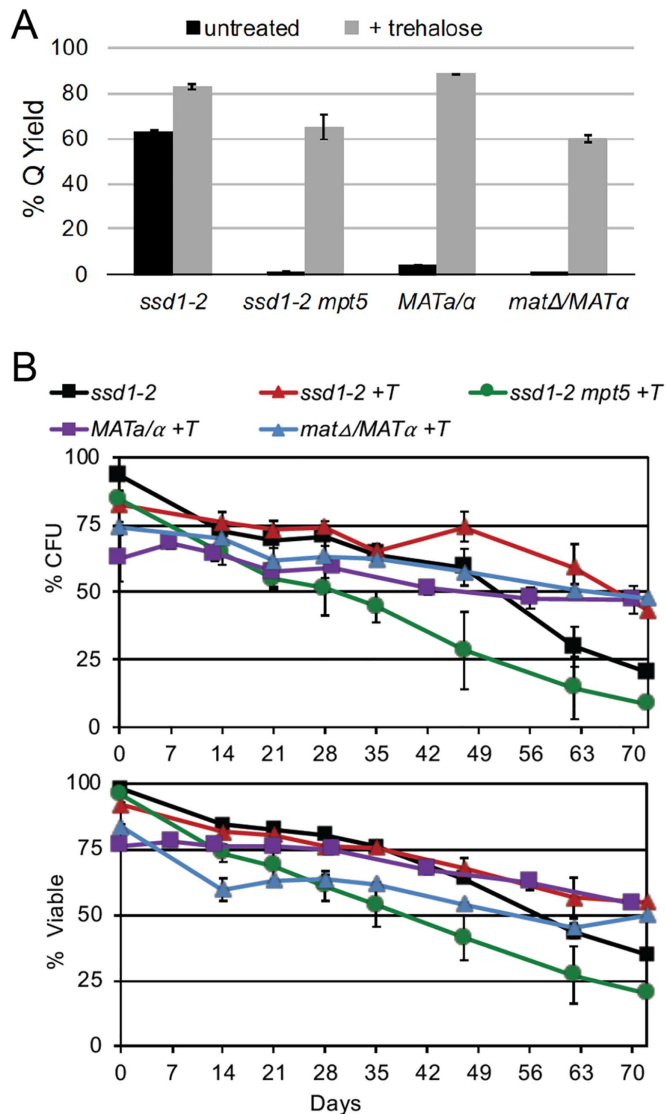 A
untreated + trehalose
% Q Yield
100
80
60
40
20
0
ssd1-2 ssd1-2 mpt5 MATa/α matΔ/MATα
B
ssd1-2 ssd1-2 +T ssd1-2 mpt5 +T
MATa/α +T matΔ/MATα +T
% CFU
100
75
50
25
0
0 7 14 21 28 35 42 49 56 63 70
% Viable
100
75
50
25
0
0 7 14 21 28 35 42 49 56 63 70
Days